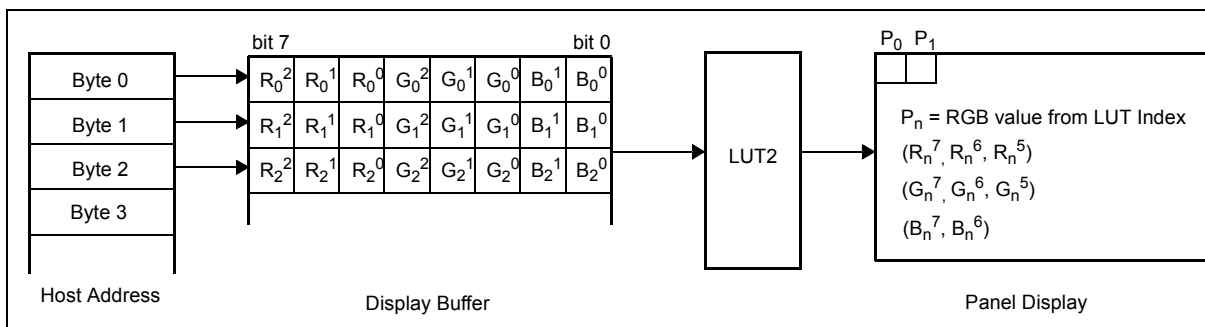 bit 7 bit 0
P₀ P₁
Byte 0 R₀² R₀¹ R₀⁰ G₀² G₀¹ G₀⁰ B₀¹ B₀⁰
Byte 1 R₁² R₁¹ R₁⁰ G₁² G₁¹ G₁⁰ B₁¹ B₁⁰
Byte 2 R₂² R₂¹ R₂⁰ G₂² G₂¹ G₂⁰ B₂¹ B₂⁰
Byte 3
LUT2
Pₙ = RGB value from LUT Index
(Rₙ⁷, Rₙ⁶, Rₙ⁵)
(Gₙ⁷, Gₙ⁶, Gₙ⁵)
(Bₙ⁷, Bₙ⁶)
Host Address Display Buffer Panel Display